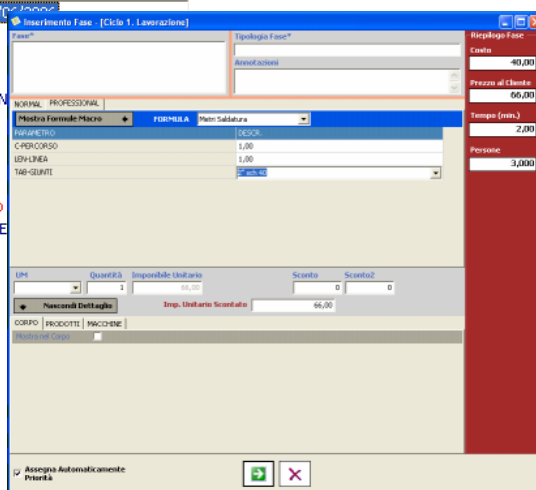 /06/2006
Inserimento Fase - [Ciclo 1. Lavorazione]
Fase*
Tipologia Fase*
Annotazioni
Riepilogo Fase
Costo
40,00
Prezzo al Cliente
66,00
Tempo (min.)
2,00
Persone
3,000
NORMAL PROFESSIONAL
Mostra Formule Macro FORMULA Metri Saldatura
PARAMETRO DESCR.
C-PERCORSO 1,00
LEN-LINEA 1,00
TAB-GIUNTI 2" sch 40
UM Quantità Imponibile Unitario Sconto Sconto2
1 66,00 0 0
Nascondi Dettaglio Imp. Unitario Scontato 66,00
CORPO PRODOTTI MACCHINE
Mostra nel Corpo
Assegna Automaticamente
Priorità